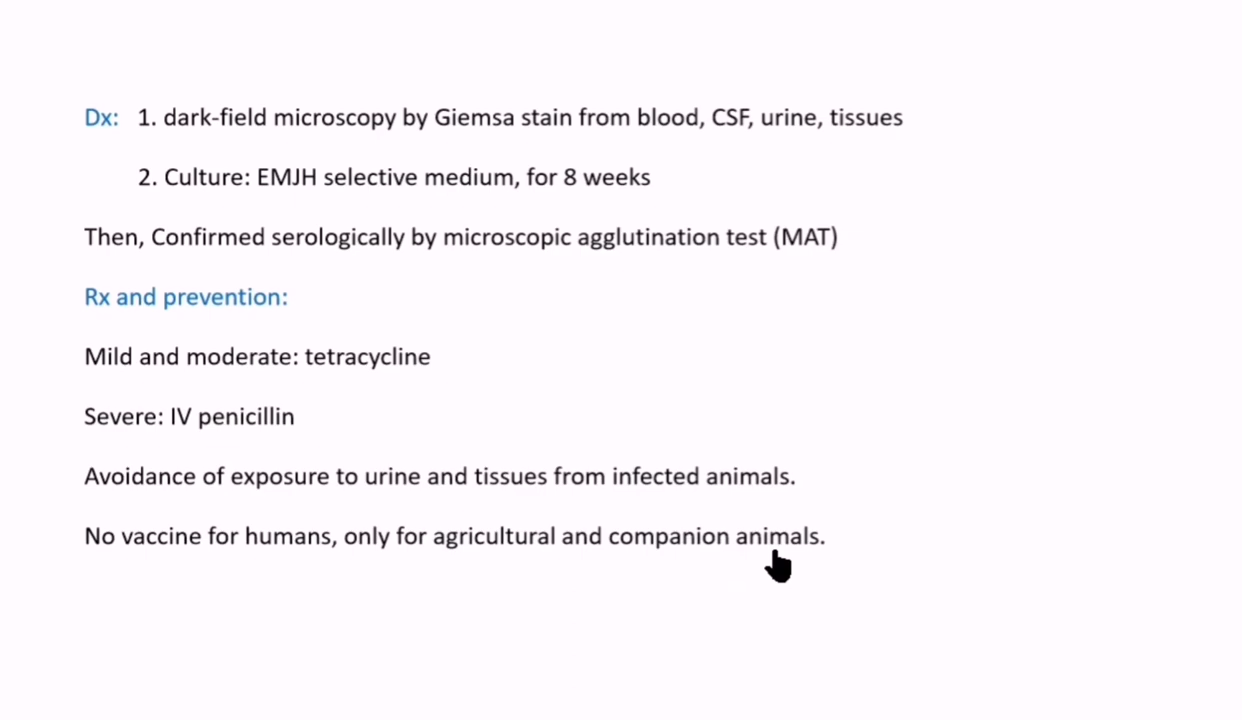 Dx: 1. dark-field microscopy by Giemsa stain from blood, CSF, urine, tissues
2. Culture: EMJH selective medium, for 8 weeks
Then, Confirmed serologically by microscopic agglutination test (MAT)
Rx and prevention:
Mild and moderate: tetracycline
Severe: IV penicillin
Avoidance of exposure to urine and tissues from infected animals.
No vaccine for humans, only for agricultural and companion animals.